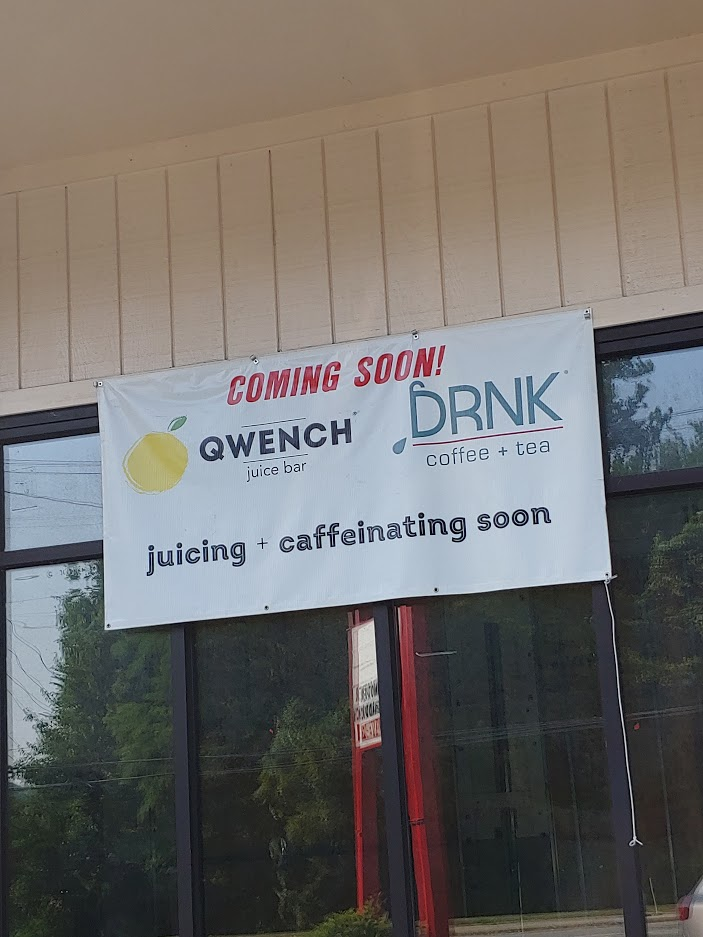 COMING SOON!
QWENCH
juice bar
DRNK
coffee + tea
juicing + caffeinating soon